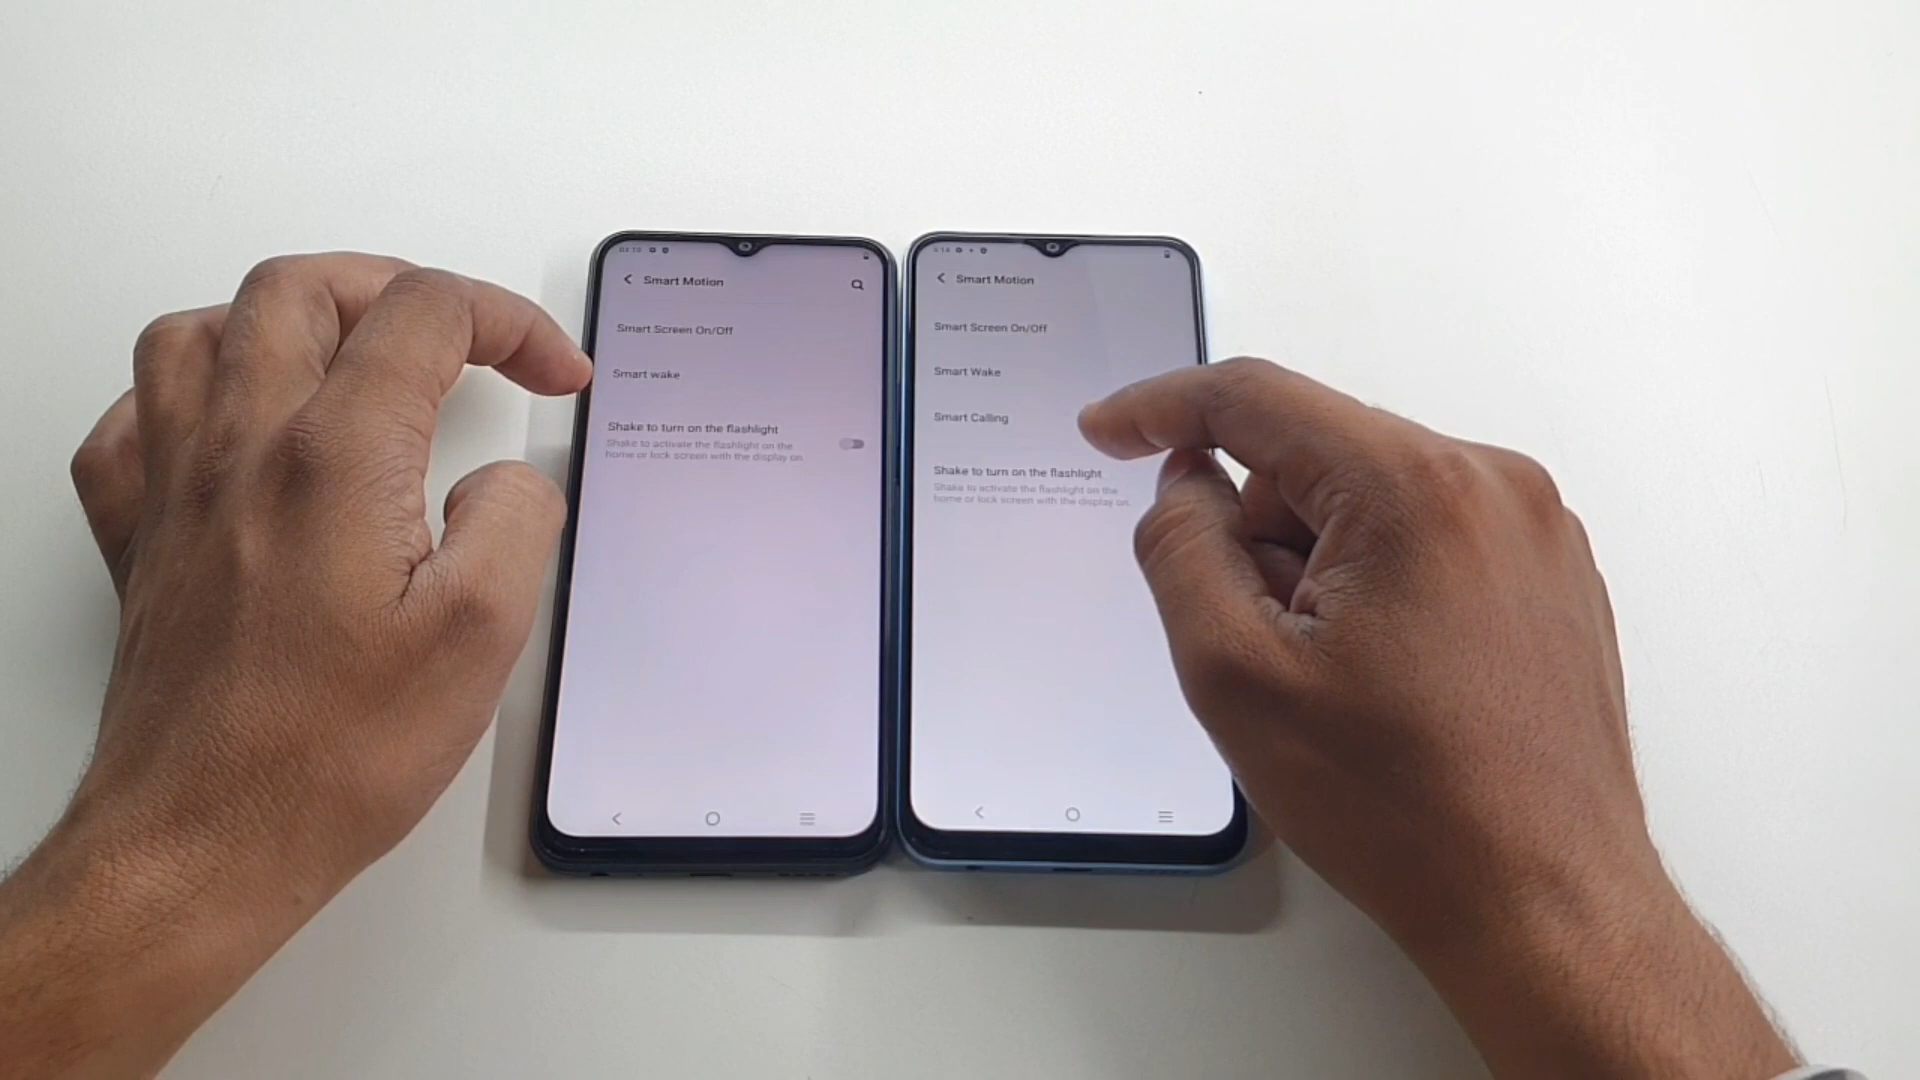 Smart Motion
Smart Screen On/Off
Smart wake
Shake to turn on the flashlight
Shake to activate the flashlight on the
home or lock screen with the display on.
Smart Motion
Smart Screen On/Off
Smart Wake
Smart Calling
Shake to turn on the flashlight
Shake to activate the flashlight on the
home or lock screen with the display on.